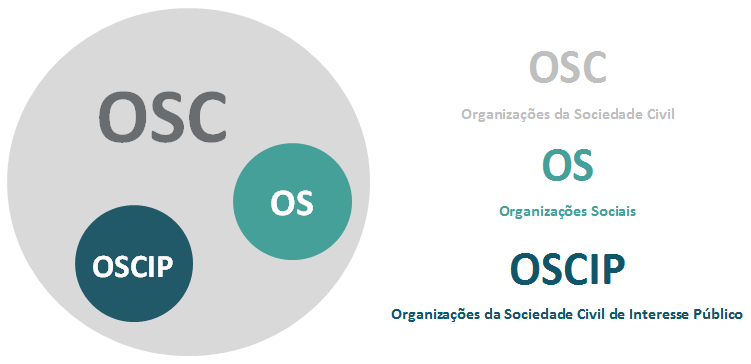 OSC
OS
OSCIP
OSC
Organizações da Sociedade Civil
OS
Organizações Sociais
OSCIP
Organizações da Sociedade Civil de Interesse Público